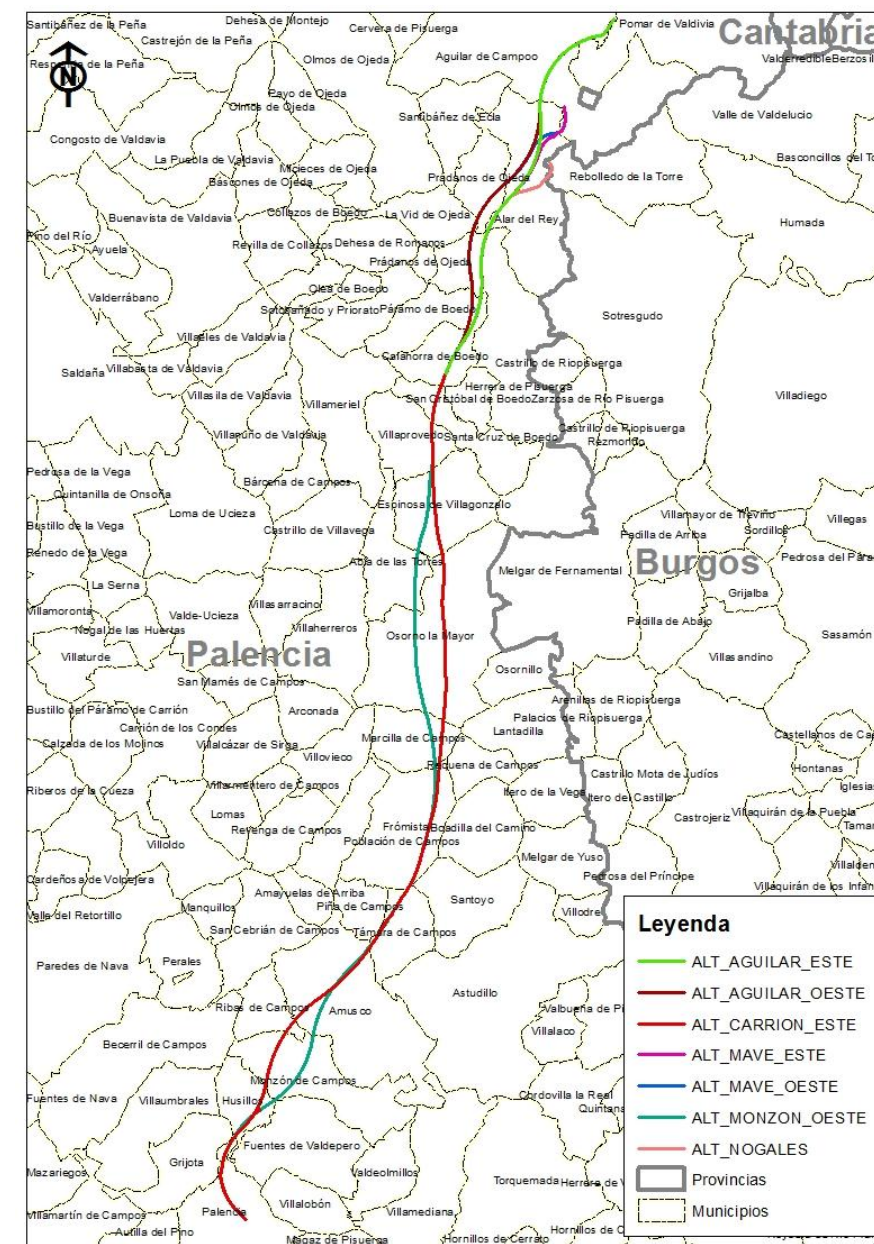 Santibáñez de la Peña
Dehesa de Montejo
Cervera de Pisuerga
Pomar de Valdivia
Cantabria
Castrejón de la Peña
Respenda de la Peña
N
Olmos de Ojeda
Aguilar de Campoo
Valderredible
Berzosil
Payo de Ojeda
Olmos de Ojeda
Santibáñez de Ecla
Valle de Valdelucio
Congosto de Valdavia
La Puebla de Valdavia
Micieces de Ojeda
Báscones de Ojeda
Prádanos de Ojeda
Rebolledo de la Torre
Basconcillos del To
Buenavista de Valdavia
Collazos de Boedo
La Vid de Ojeda
Alar del Rey
Humada
Pino del Río
Ayuela
Revilla de Collazos
Dehesa de Romanos
Prádanos de Ojeda
Valderrábano
Olea de Boedo
Sotobañado y Priorato
Páramo de Boedo
Sotresgudo
Villaeles de Valdavia
Calahorra de Boedo
Castrillo de Riopisuerga
Saldaña
Villabasta de Valdavia
Herrera de Pisuerga
Villasila de Valdavia
Villameriel
San Cristóbal de Boedo
Zarzosa de Río Pisuerga
Villadiego
Villanuño de Valdavia
Villaprovedo
Santa Cruz de Boedo
Castrillo de Riopisuerga
Rezmondo
Pedrosa de la Vega
Quintanilla de Onsoña
Bárcena de Campos
Bustillo de la Vega
Loma de Ucieza
Espinosa de Villagonzalo
Villamayor de Treviño
Villegas
Castrillo de Villavega
Padilla de Arriba
Sordillos
Renedo de la Vega
Abia de las Torres
Melgar de Fernamental
Burgos
Pedrosa del Pára
La Serna
Grijalba
Villamoronta
Valde-Ucieza
Villasarracino
Nogal de las Huertas
Villaherreros
Osorno la Mayor
Padilla de Abajo
Sasamón
Villaturde
Palencia
Osornillo
Villasandino
San Mamés de Campos
Arenillas de Riopisuerga
Bustillo del Páramo de Carrión
Arconada
Palacios de Riopisuerga
Carrión de los Condes
Lantadilla
Calzada de los Molinos
Villalcázar de Sirga
Marcilla de Campos
Castellanos de Cas
Villovieco
Requena de Campos
Castrillo Mota de Judíos
Hontanas
Riberos de la Cueza
Villarmentero de Campos
Itero de la Vega
Itero del Castillo
Iglesia
Lomas
Castrojeriz
Villaquirán de la Puebla
Revenga de Campos
Frómista
Boadilla del Camino
Tamar
Villoldo
Población de Campos
Melgar de Yuso
Villalden
Cardeñosa de Volpejera
Pedrosa del Príncipe
Villaquirán de los Infan
Amayuelas de Arriba
Piña de Campos
Santoyo
Valle del Retortillo
Manquillos
Villodre
San Cebrián de Campos
Támara de Campos
Paredes de Nava
Perales
Astudillo
Ribas de Campos
Amusco
Valbuena de Pi
Becerril de Campos
Villalaco
Monzón de Campos
Fuentes de Nava
Villaumbrales
Husillos
Cordovilla la Real
Quintana
Fuentes de Valdepero
Grijota
Mazariegos
Valdeolmillos
Torquemada
Herrera de V
Villamartín de Campos
Palencia
Villalobón
Villamediana
Autilla del Pino
Magaz de Pisuerga
Hornillos de Cerrato
Hornillos de C
Leyenda
ALT_AGUILAR_ESTE
ALT_AGUILAR_OESTE
ALT_CARRION_ESTE
ALT_MAVE_ESTE
ALT_MAVE_OESTE
ALT_MONZON_OESTE
ALT_NOGALES
Provincias
Municipios